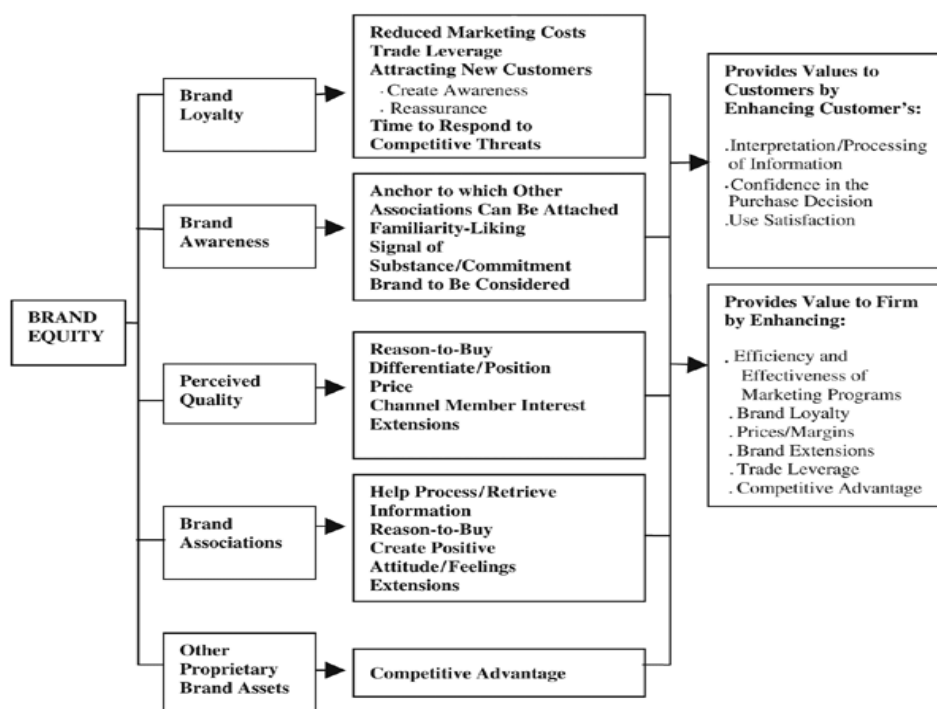 BRAND
EQUITY
Brand
Loyalty
Reduced Marketing Costs
Trade Leverage
Attracting New Customers
. Create Awareness
. Reassurance
Time to Respond to
Competitive Threats
Brand
Awareness
Anchor to which Other
Associations Can Be Attached
Familiarity-Liking
Signal of
Substance/Commitment
Brand to Be Considered
Perceived
Quality
Reason-to-Buy
Differentiate/Position
Price
Channel Member Interest
Extensions
Brand
Associations
Help Process/Retrieve
Information
Reason-to-Buy
Create Positive
Attitude/Feelings
Extensions
Other
Proprietary
Brand Assets
Competitive Advantage
Provides Values to
Customers by
Enhancing Customer's:
. Interpretation/Processing
of Information
. Confidence in the
Purchase Decision
. Use Satisfaction
Provides Value to Firm
by Enhancing:
. Efficiency and
Effectiveness of
Marketing Programs
. Brand Loyalty
. Prices/Margins
. Brand Extensions
. Trade Leverage
. Competitive Advantage